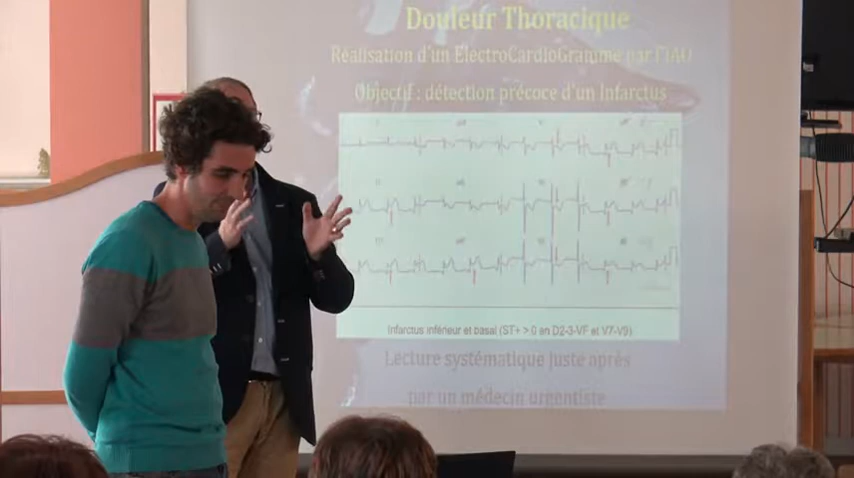 Douleur Thoracique
Réalisation d'un ElectroCardioGramme par l'IAO
Objectif : détection précoce d'un Infarctus
Infarctus inférieur et basal (ST+ > 0 en D2-3-VF et V7-V9)
Lecture systématique juste après
par un médecin urgentiste